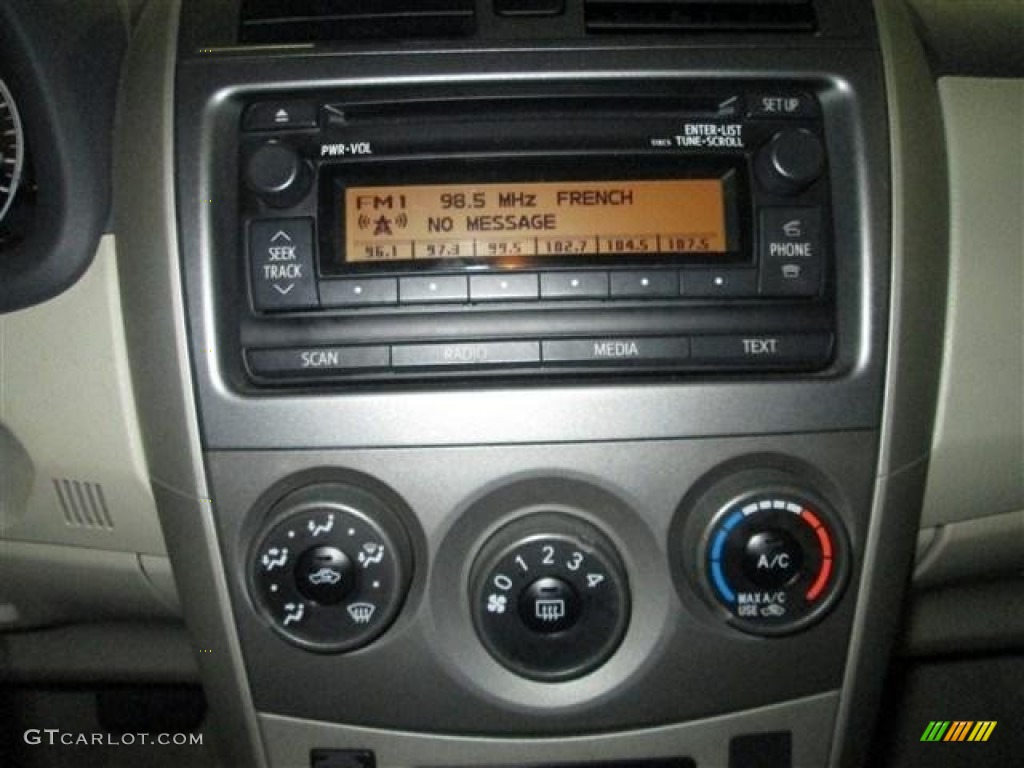 SET UP
PWR•VOL
ENTER•LIST
TUNE•SCROLL
FM1 98.5 MHz FRENCH
NO MESSAGE
96.1 97.3 99.5 102.7 104.5 107.5
SEEK
TRACK
PHONE
SCAN RADIO MEDIA TEXT
0 1 2 3 4
A/C
MAX A/C
USE
GTCARLOT.COM